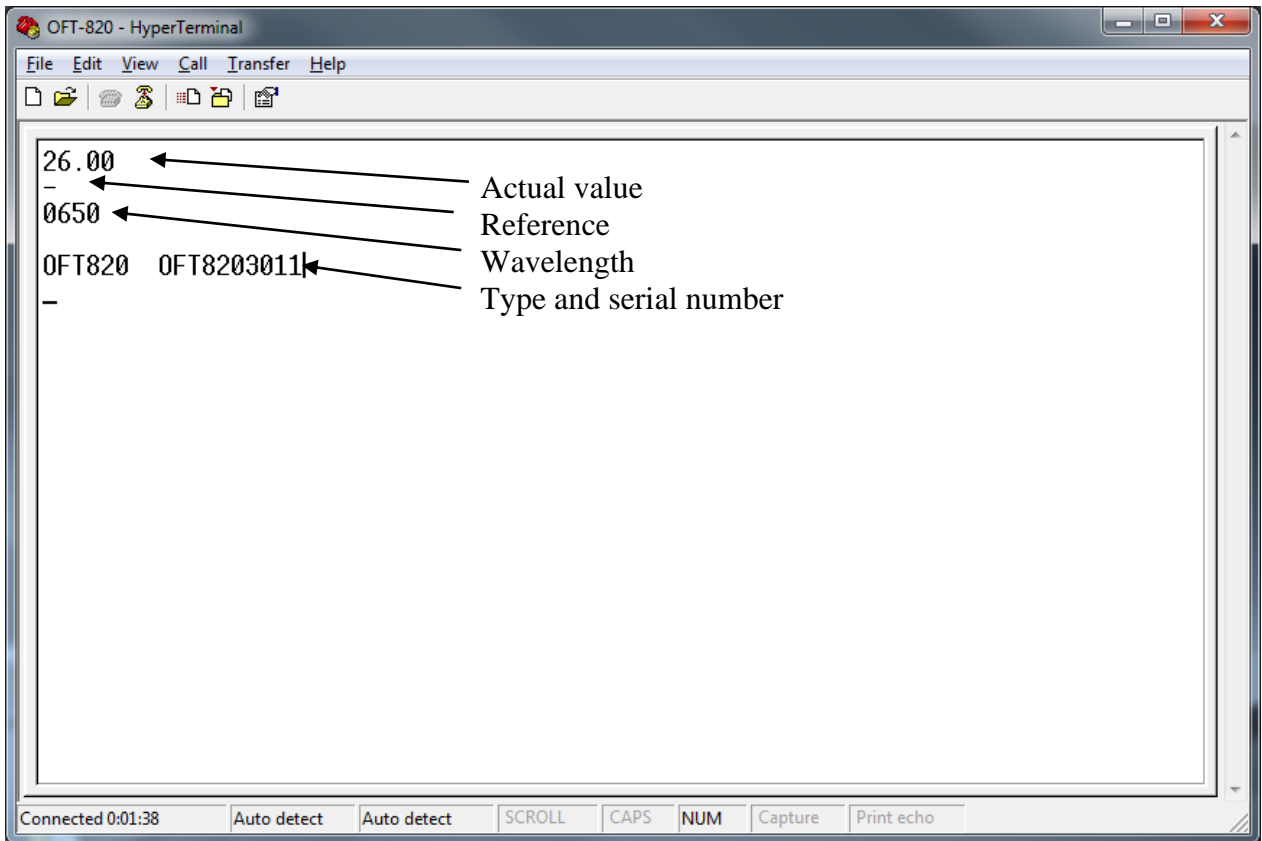 OFT-820 - HyperTerminal
File Edit View Call Transfer Help
26.00
-
0650
OFT820 OFT8203011
_
Actual value
Reference
Wavelength
Type and serial number
Connected 0:01:38 Auto detect Auto detect SCROLL CAPS NUM Capture Print echo